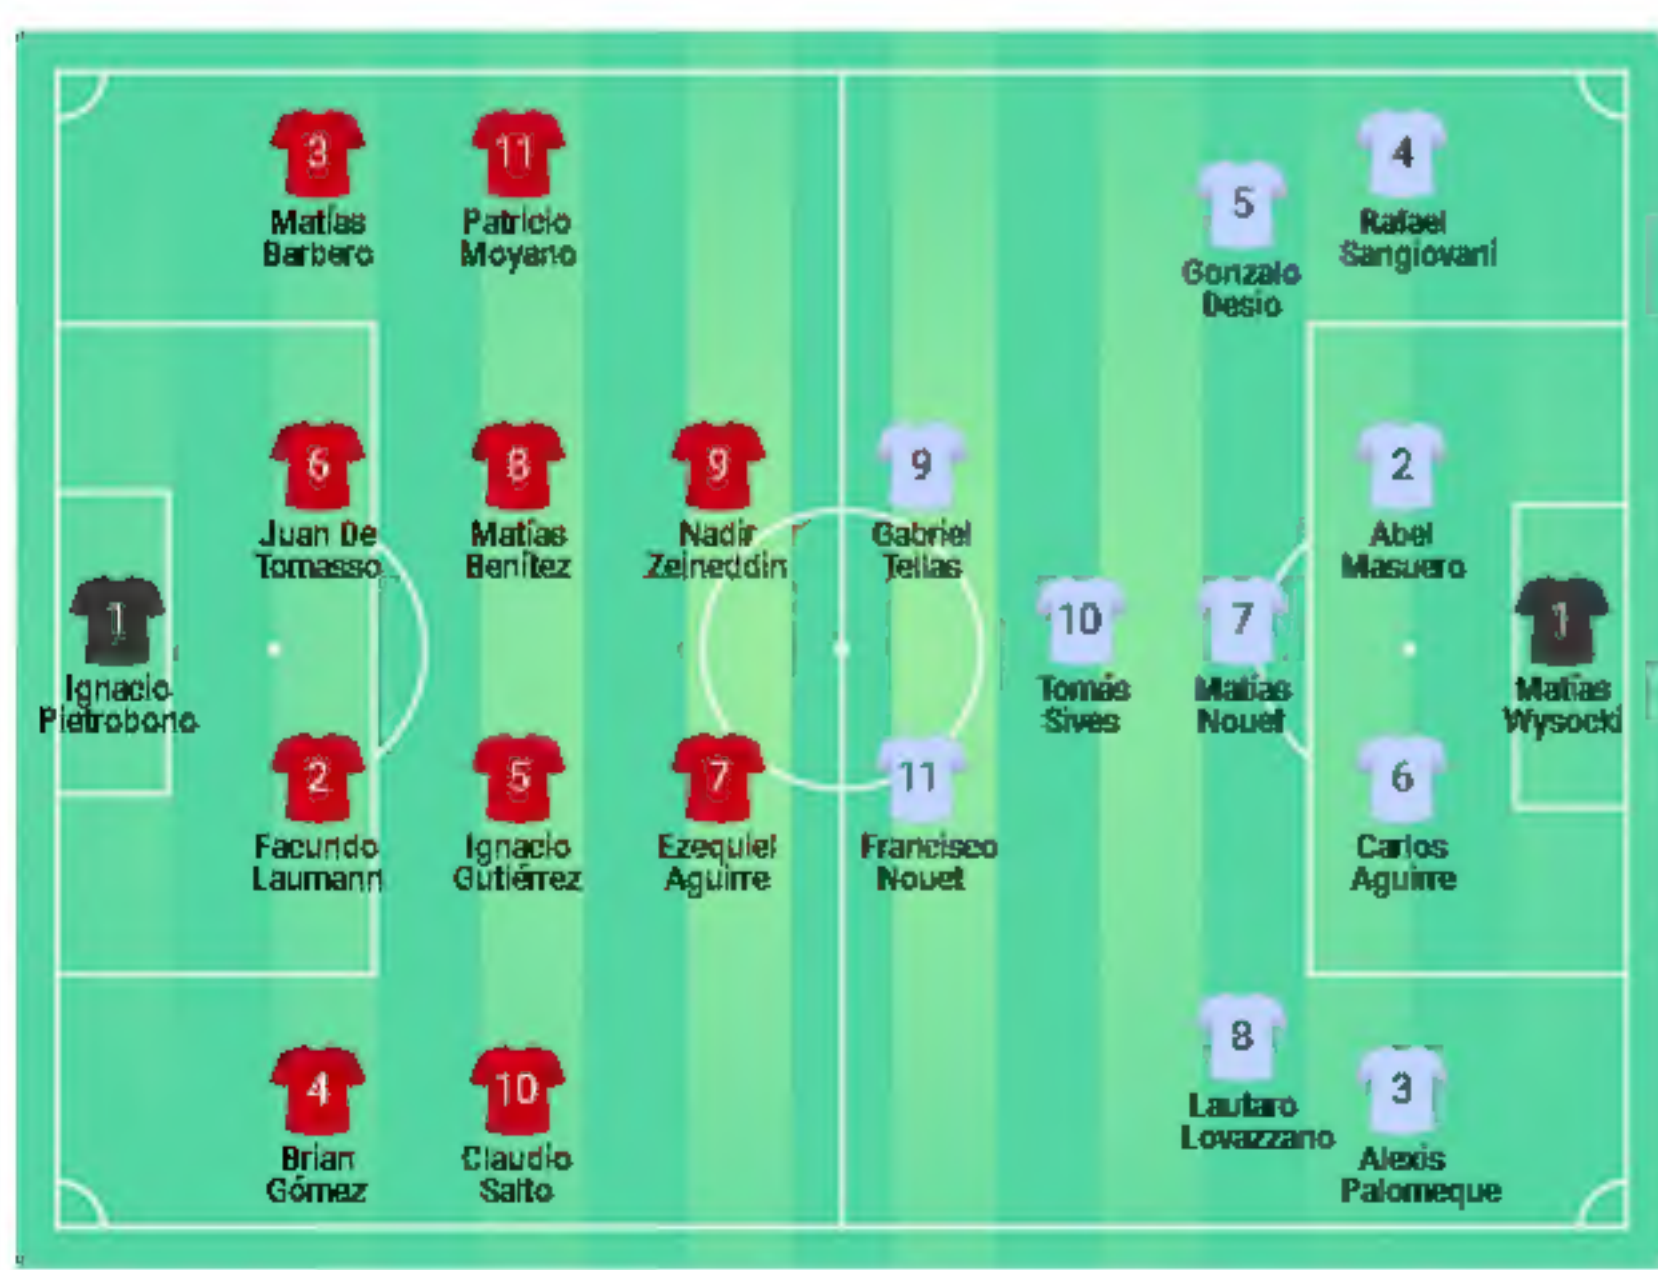 3
Matías
Barbero
11
Patricio
Moyano
6
Juan De
Tomasso
8
Matías
Benítez
9
Nadir
Zeineddin
1
Ignacio
Pietrobono
2
Facundo
Laumann
5
Ignacio
Gutiérrez
7
Ezequiel
Aguirre
4
Brian
Gómez
10
Claudio
Salto
5
Gonzalo
Desio
4
Rafael
Sangiovani
9
Gabriel
Tellas
2
Abel
Masuero
10
Tomás
Sives
7
Matías
Nouet
1
Matías
Wysocki
11
Francisco
Nouet
6
Carlos
Aguirre
8
Lautaro
Lovazzano
3
Alexis
Palomeque